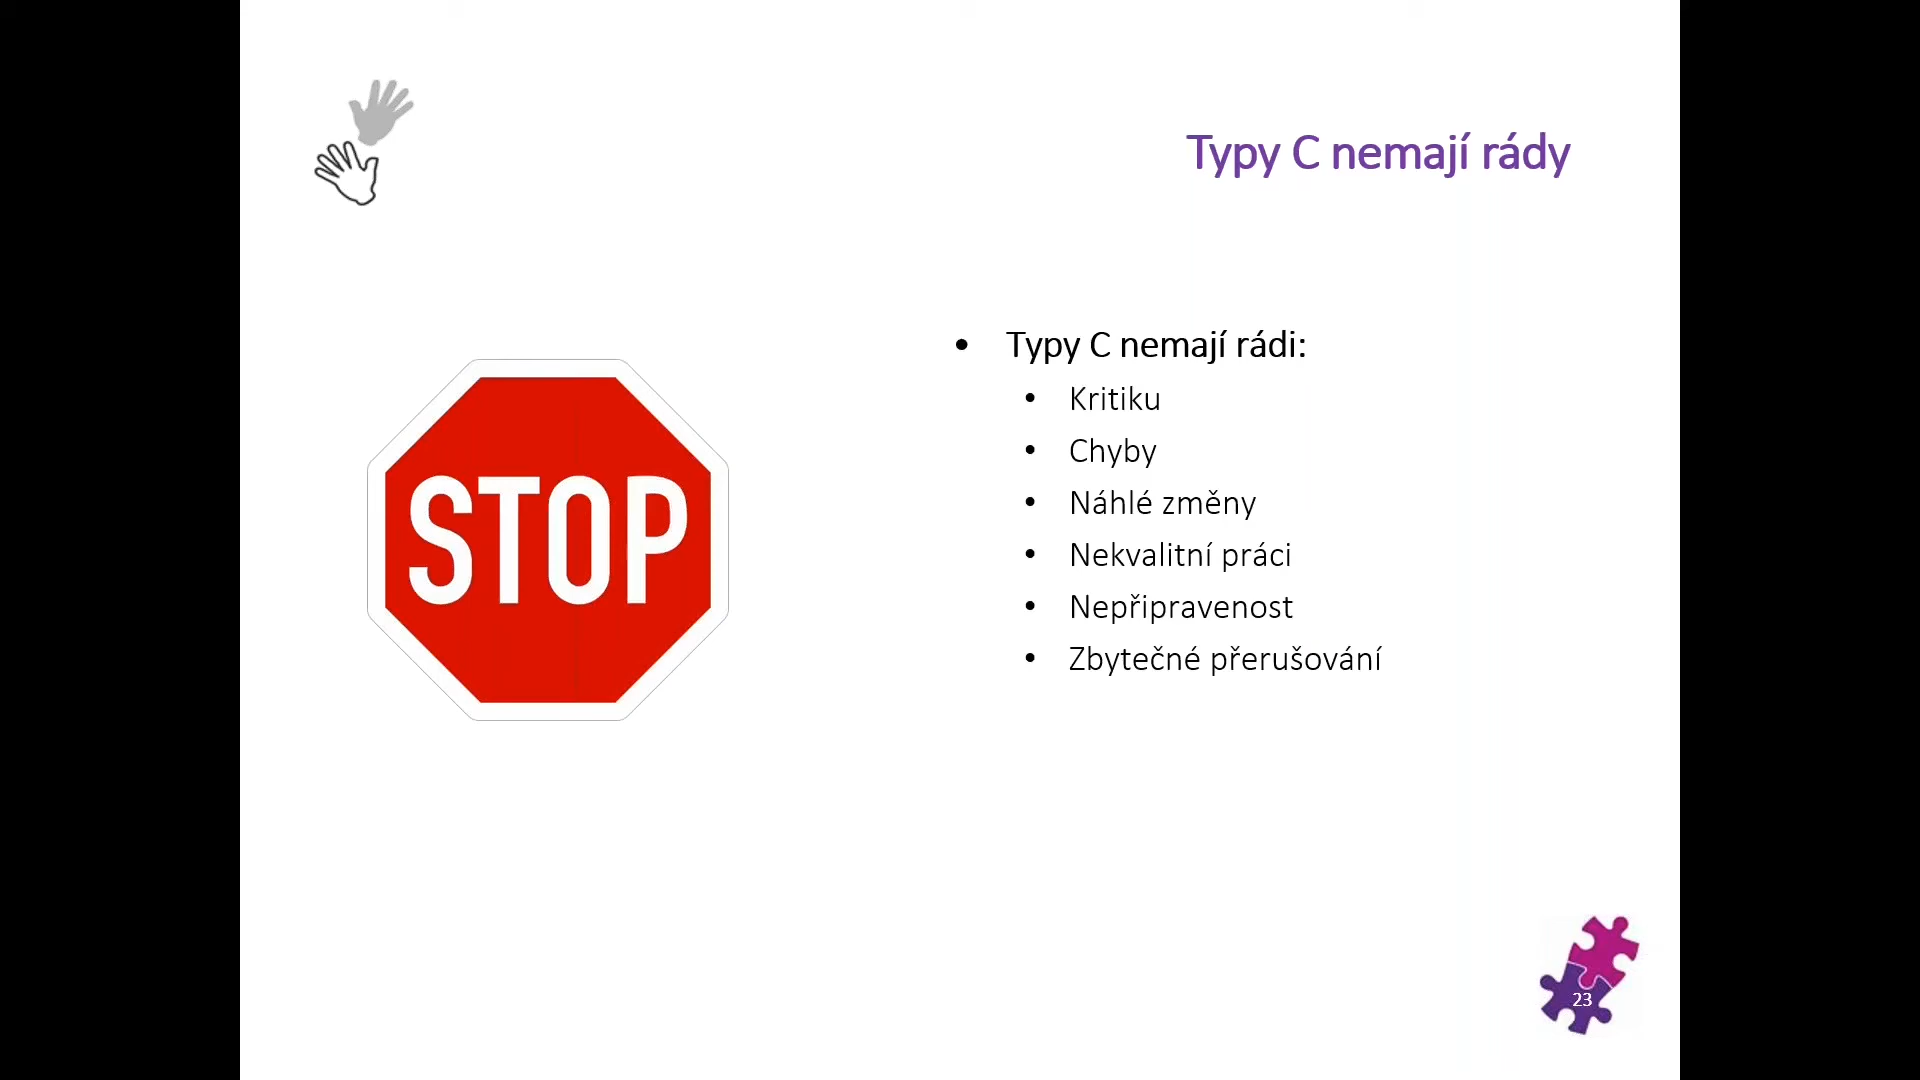 Typy C nemají rády
STOP
• Typy C nemají rádi:
• Kritiku
• Chyby
• Náhlé změny
• Nekvalitní práci
• Nepřipravenost
• Zbytečné přerušování
23